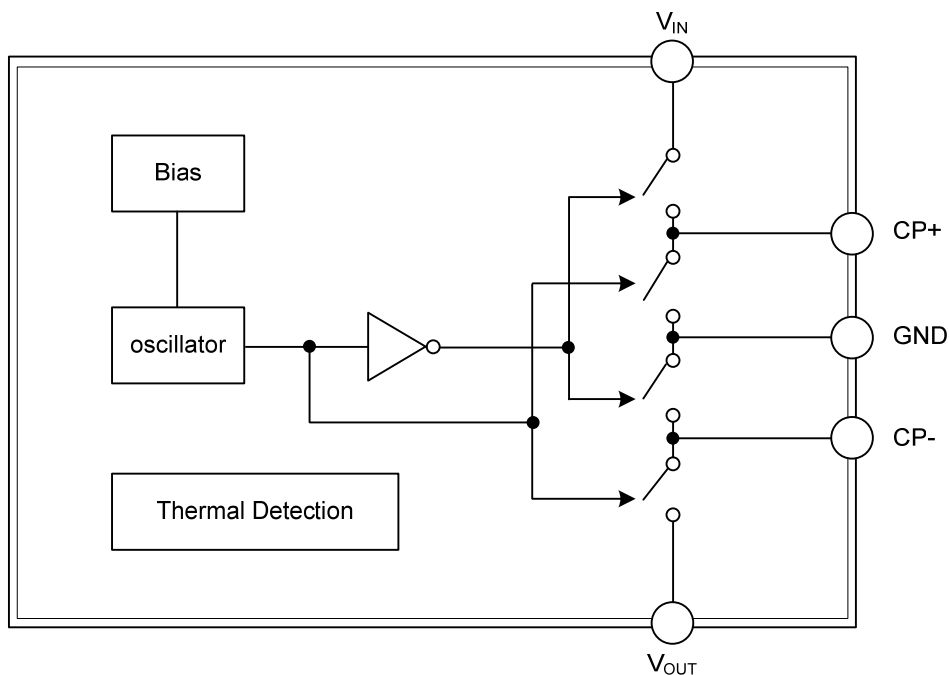 VIN
Bias
CP+
oscillator
GND
CP-
Thermal Detection
VOUT